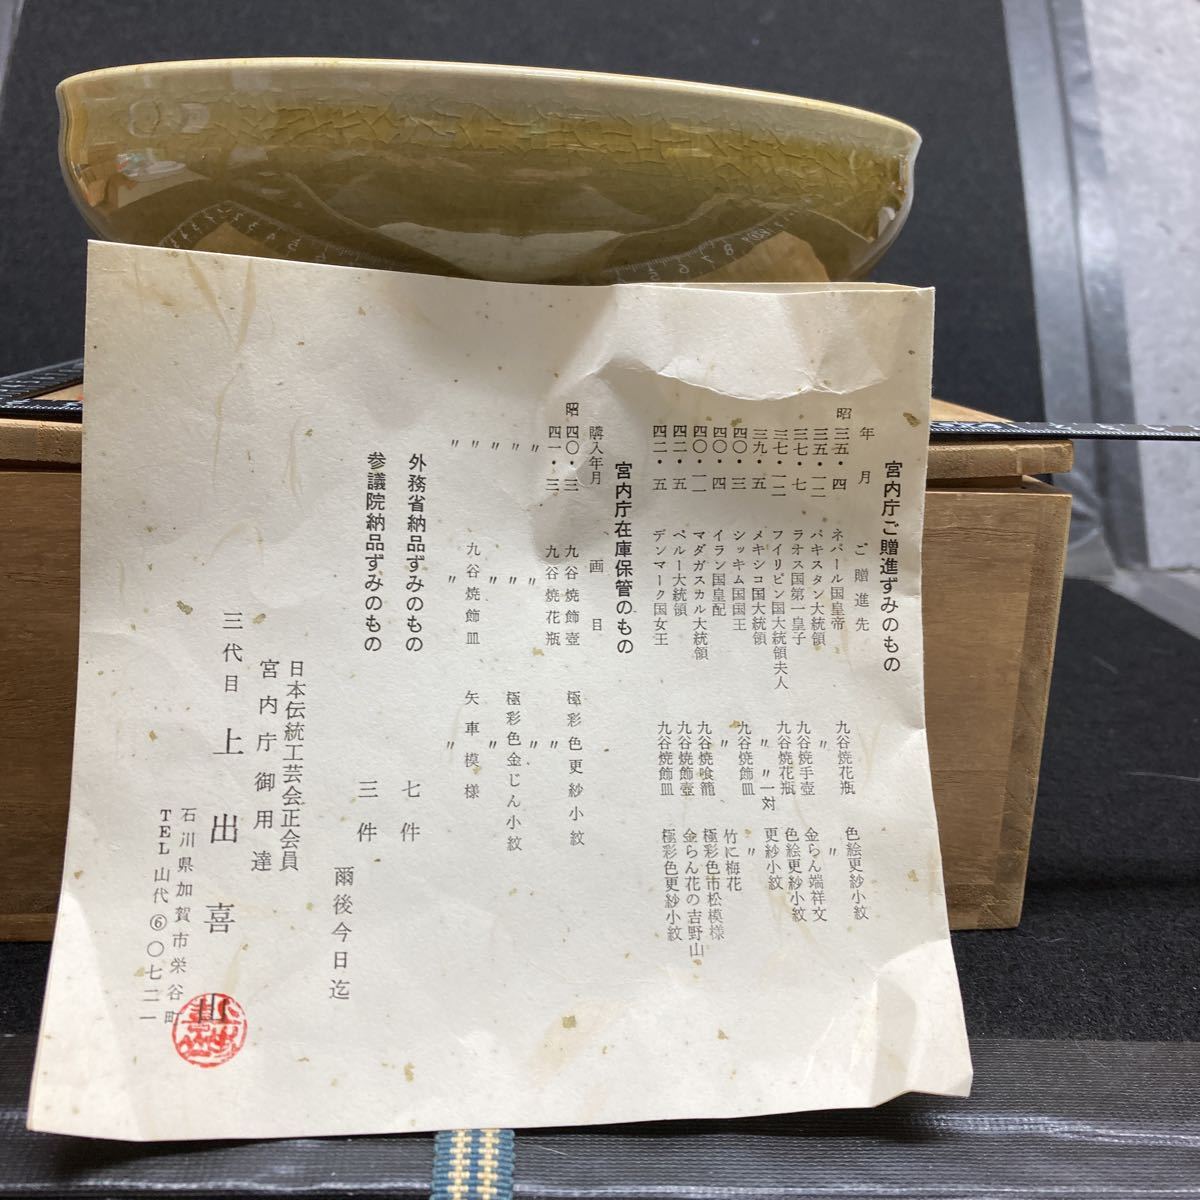 宮内庁ご贈進ずみのもの
年月 ご贈進先
昭三五・四 ネパール国皇帝 九谷焼花瓶 色絵更紗小紋
三五・一二 パキスタン大統領 〃 〃
三七・七 ラオス国第一皇子 九谷焼手壺 金らん端祥文
三七・一二 フイリピン国大統領夫人 九谷焼花瓶 色絵更紗小紋
三九・五 メキシコ国大統領 〃 〃一対 更紗小紋
四〇・三 シッキム国国王 九谷焼飾皿 〃
四〇・四 イラン国皇配 〃 竹に梅花
四〇・一一 マダガスカル大統領 九谷焼喰籠 極彩色市松模様
四二・五 ペルー大統領 九谷焼飾壺 金らん花の吉野山
四二・五 デンマーク国女王 九谷焼飾皿 極彩色更紗小紋
宮内庁在庫保管のもの
購入年月 画目
昭四〇・三 九谷焼飾壺 極彩色更紗小紋
四一・三 九谷焼花瓶 〃
〃 〃 〃
〃 〃 極彩色金じん小紋
〃 〃 〃
〃 九谷焼飾皿 矢車模様
〃 〃 〃
外務省納品ずみのもの 七件
参議院納品ずみのもの 三件
爾後今日迄
日本伝統工芸会正会員
宮内庁御用達
三代目 上出喜山
石川県加賀市栄谷町
TEL山代⑥〇七二一